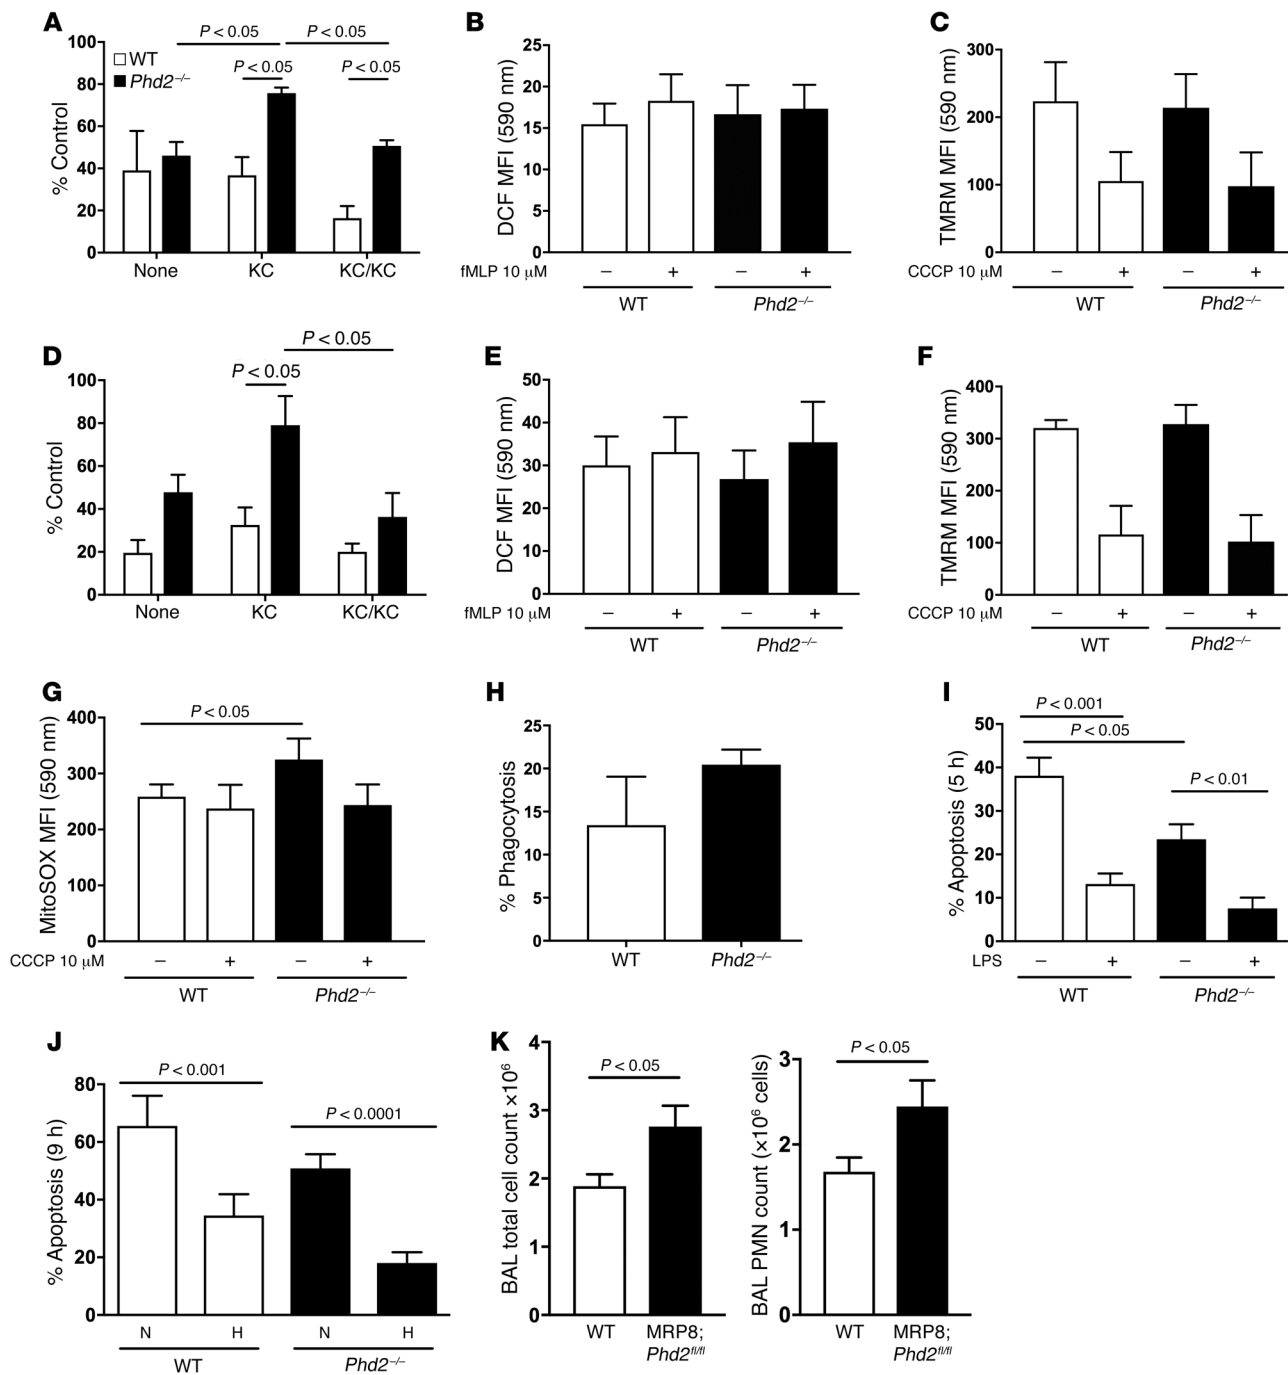 A
P < 0.05
P < 0.05
WT
Phd2⁻/⁻
P < 0.05
P < 0.05
% Control
100
80
60
40
20
0
None
KC
KC/KC
B
DCF MFI (590 nm)
25
20
15
10
5
0
fMLP 10 μM
–
+
–
+
WT
Phd2⁻/⁻
C
TMRM MFI (590 nm)
300
200
100
0
CCCP 10 μM
–
+
–
+
WT
Phd2⁻/⁻
D
P < 0.05
P < 0.05
% Control
100
80
60
40
20
0
None
KC
KC/KC
E
DCF MFI (590 nm)
50
40
30
20
10
0
fMLP 10 μM
–
+
–
+
WT
Phd2⁻/⁻
F
TMRM MFI (590 nm)
400
300
200
100
0
CCCP 10 μM
–
+
–
+
WT
Phd2⁻/⁻
G
P < 0.05
MitoSOX MFI (590 nm)
400
300
200
100
0
CCCP 10 μM
–
+
–
+
WT
Phd2⁻/⁻
H
% Phagocytosis
25
20
15
10
5
0
WT
Phd2⁻/⁻
I
P < 0.001
P < 0.05
P < 0.01
% Apoptosis (5 h)
50
40
30
20
10
0
LPS
–
+
–
+
WT
Phd2⁻/⁻
J
P < 0.001
P < 0.0001
% Apoptosis (9 h)
80
60
40
20
0
N
H
N
H
WT
Phd2⁻/⁻
K
P < 0.05
BAL total cell count ×10⁶
4
3
2
1
0
WT
MRP8;
Phd2fl/fl
P < 0.05
BAL PMN count (×10⁶ cells)
3
2
1
0
WT
MRP8;
Phd2fl/fl